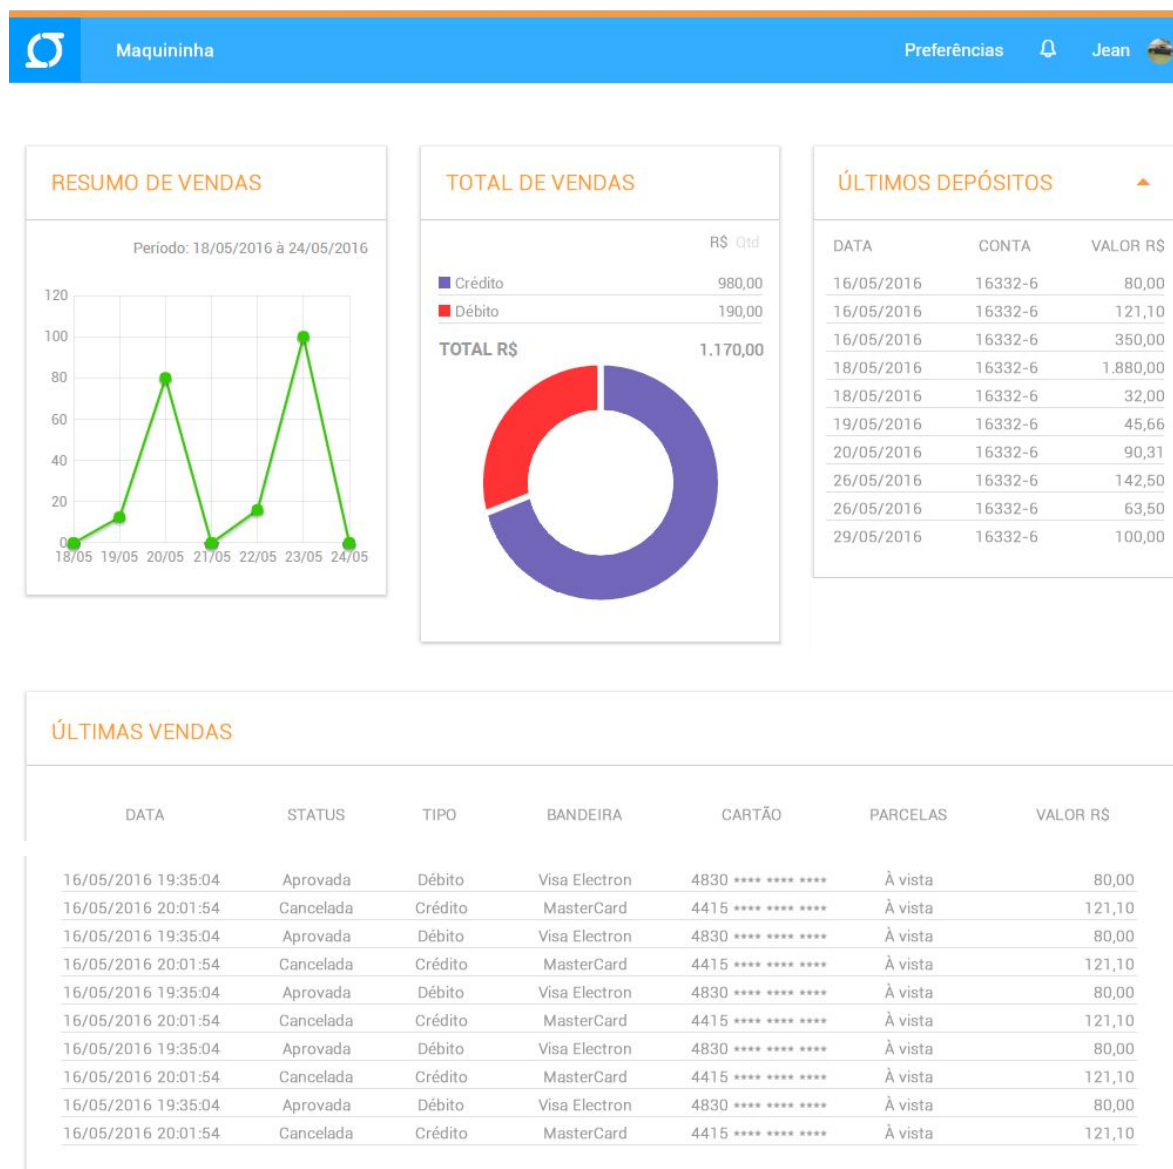 Maquininha Preferências Jean
RESUMO DE VENDAS
Período: 18/05/2016 à 24/05/2016
120
100
80
60
40
20
0
18/05 19/05 20/05 21/05 22/05 23/05 24/05
TOTAL DE VENDAS
R$ Qtd
Crédito 980,00
Débito 190,00
TOTAL R$ 1.170,00
ÚLTIMOS DEPÓSITOS
DATA CONTA VALOR R$
16/05/2016 16332-6 80,00
16/05/2016 16332-6 121,10
16/05/2016 16332-6 350,00
18/05/2016 16332-6 1.880,00
18/05/2016 16332-6 32,00
19/05/2016 16332-6 45,66
20/05/2016 16332-6 90,31
26/05/2016 16332-6 142,50
26/05/2016 16332-6 63,50
29/05/2016 16332-6 100,00
ÚLTIMAS VENDAS
DATA STATUS TIPO BANDEIRA CARTÃO PARCELAS VALOR R$
16/05/2016 19:35:04 Aprovada Débito Visa Electron 4830 **** **** **** À vista 80,00
16/05/2016 20:01:54 Cancelada Crédito MasterCard 4415 **** **** **** À vista 121,10
16/05/2016 19:35:04 Aprovada Débito Visa Electron 4830 **** **** **** À vista 80,00
16/05/2016 20:01:54 Cancelada Crédito MasterCard 4415 **** **** **** À vista 121,10
16/05/2016 19:35:04 Aprovada Débito Visa Electron 4830 **** **** **** À vista 80,00
16/05/2016 20:01:54 Cancelada Crédito MasterCard 4415 **** **** **** À vista 121,10
16/05/2016 19:35:04 Aprovada Débito Visa Electron 4830 **** **** **** À vista 80,00
16/05/2016 20:01:54 Cancelada Crédito MasterCard 4415 **** **** **** À vista 121,10
16/05/2016 19:35:04 Aprovada Débito Visa Electron 4830 **** **** **** À vista 80,00
16/05/2016 20:01:54 Cancelada Crédito MasterCard 4415 **** **** **** À vista 121,10